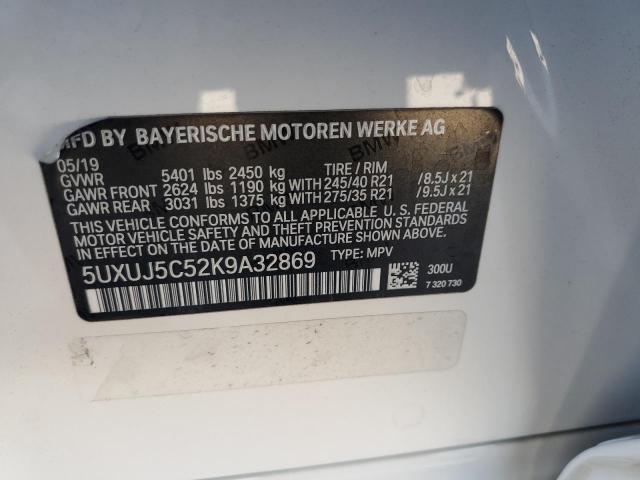 MFD BY BAYERISCHE MOTOREN WERKE AG
05/19
GVWR 5401 lbs 2450 kg TIRE / RIM
GAWR FRONT 2624 lbs 1190 kg WITH 245/40 R21 /8.5J x 21
GAWR REAR 3031 lbs 1375 kg WITH 275/35 R21 /9.5J x 21
THIS VEHICLE CONFORMS TO ALL APPLICABLE U. S. FEDERAL
MOTOR VEHICLE SAFETY, BUMPER, AND THEFT PREVENTION STANDARDS
IN EFFECT ON THE DATE OF MANUFACTURE SHOWN ABOVE.
5UXUJ5C52K9A32869 TYPE: MPV
300U
7 320 730